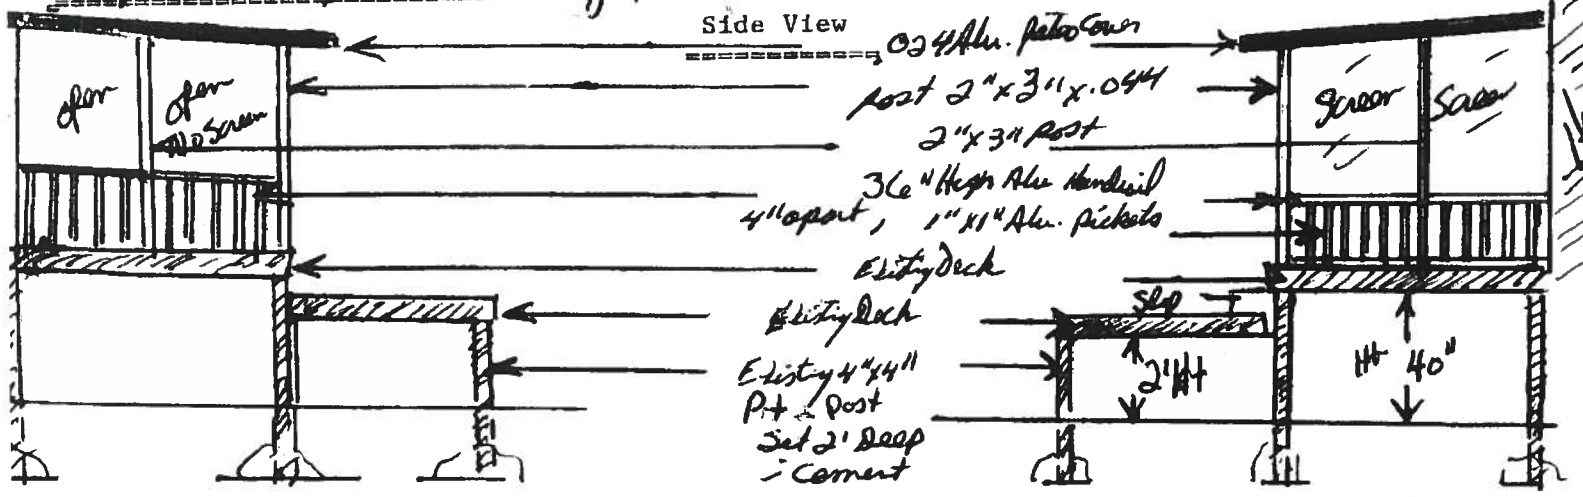 Side View
.024 Alu. Patio Cover
Post 2"x3"x.044
2"x3" Post
36" High Alu Handrail
4" apart, 1"x1" Alu. Pickets
Existing Deck
Existing Deck
Existing 4"x4"
P.t. Post
Set 2' Deep
in Cement
open
open
No Screen
Screen
Screen
Step
2' Ht
Ht 40"